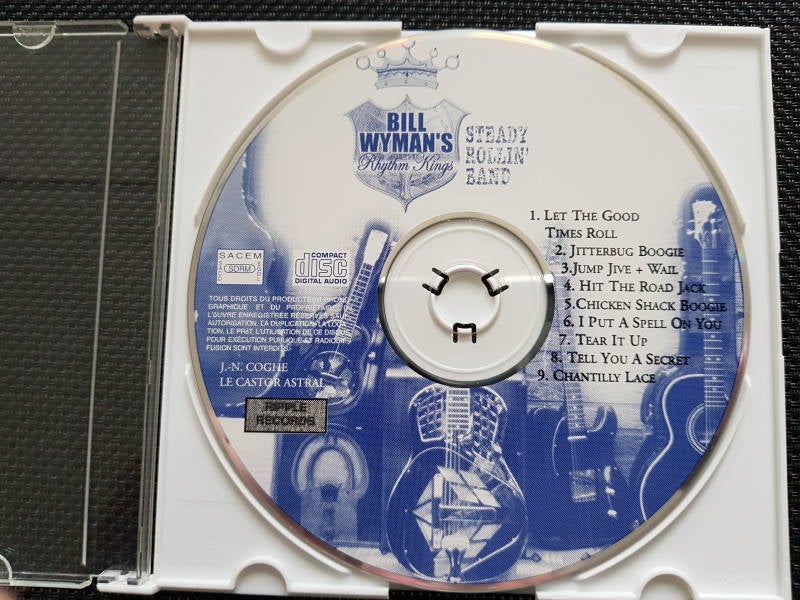 BILL
WYMAN'S
Rhythm Kings
STEADY
ROLLIN'
BAND
1. LET THE GOOD
TIMES ROLL
2. JITTERBUG BOOGIE
3.JUMP JIVE + WAIL
4. HIT THE ROAD JACK
5.CHICKEN SHACK BOOGIE
6. I PUT A SPELL ON YOU
7. TEAR IT UP
8. TELL YOU A SECRET
9. CHANTILLY LACE
SACEM
SACD
SDRM
SGDL
COMPACT
disc
DIGITAL AUDIO
TOUS DROITS DU PRODUCTEUR PHONO
GRAPHIQUE ET DU PROPRIETAIRE DE
L'ŒUVRE ENREGISTREE RESERVES SAUF
AUTORISATION, LA DUPLICATION LA LOCA
TION, LE PRET, L'UTILISATION DE CE DISQUE
POUR EXECUTION PUBLIQUE ET RADIODIF
FUSION SONT INTERDITS
J.-N. COGHE
LE CASTOR ASTRAL
RIPPLE
RECORDS